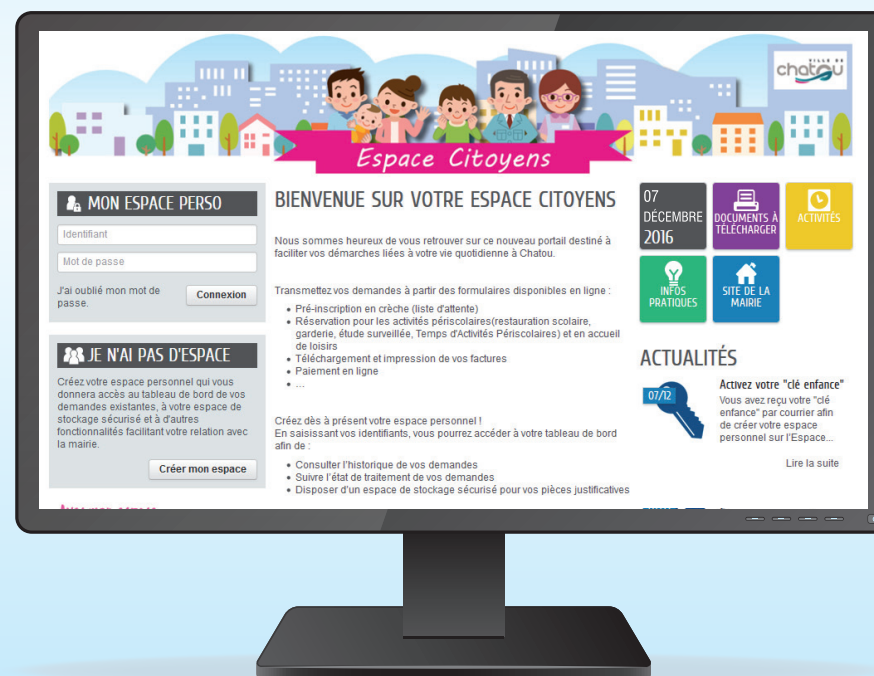 VILLE DE
chatou
Espace Citoyens
MON ESPACE PERSO
Identifiant
Mot de passe
J'ai oublié mon mot de
passe.
Connexion
JE N'AI PAS D'ESPACE
Créez votre espace personnel qui vous
donnera accès au tableau de bord de vos
demandes existantes, à votre espace de
stockage sécurisé et à d'autres
fonctionnalités facilitant votre relation avec
la mairie.
Créer mon espace
BIENVENUE SUR VOTRE ESPACE CITOYENS
Nous sommes heureux de vous retrouver sur ce nouveau portail destiné à
faciliter vos démarches liées à votre vie quotidienne à Chatou.
Transmettez vos demandes à partir des formulaires disponibles en ligne :
• Pré-inscription en crèche (liste d'attente)
• Réservation pour les activités périscolaires(restauration scolaire,
garderie, étude surveillée, Temps d'Activités Périscolaires) et en accueil
de loisirs
• Téléchargement et impression de vos factures
• Paiement en ligne
• ...
Créez dès à présent votre espace personnel !
En saisissant vos identifiants, vous pourrez accéder à votre tableau de bord
afin de :
• Consulter l'historique de vos demandes
• Suivre l'état de traitement de vos demandes
• Disposer d'un espace de stockage sécurisé pour vos pièces justificatives
07
DÉCEMBRE
2016
DOCUMENTS À
TÉLÉCHARGER
ACTIVITÉS
INFOS
PRATIQUES
SITE DE LA
MAIRIE
ACTUALITÉS
07/12
Activez votre "clé enfance"
Vous avez reçu votre "clé
enfance" par courrier afin
de créer votre espace
personnel sur l'Espace...
Lire la suite